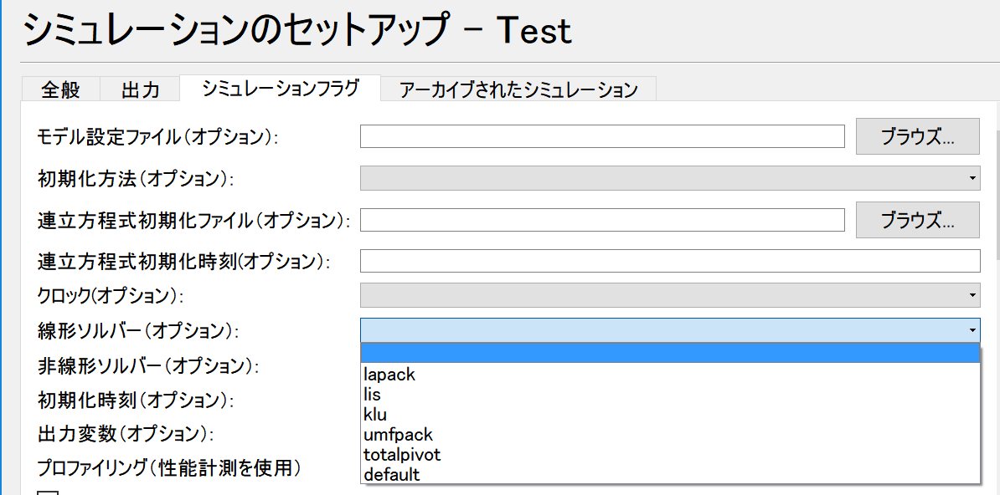 シミュレーションのセットアップ - Test
全般 出力 シミュレーションフラグ アーカイブされたシミュレーション
モデル設定ファイル(オプション): ブラウズ...
初期化方法(オプション):
連立方程式初期化ファイル(オプション): ブラウズ...
連立方程式初期化時刻(オプション):
クロック(オプション):
線形ソルバー(オプション):
非線形ソルバー(オプション):
lapack
初期化時刻(オプション):
lis
klu
出力変数(オプション):
umfpack
プロファイリング(性能計測を使用)
totalpivot
default